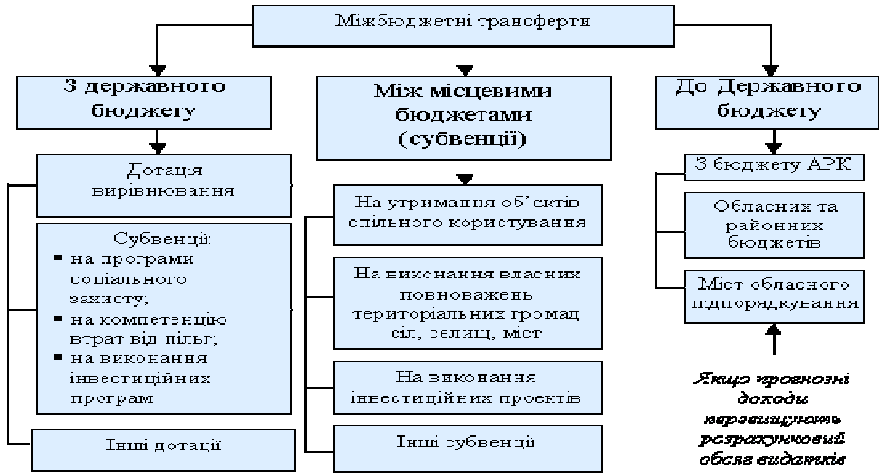 Міжбюджетні трансферти
З державного
бюджету
Дотація
вирівнювання
Субвенції:
▪ на програми
соціального
захисту;
▪ на компетенцію
втрат від пільг;
▪ на виконання
інвестиційних
програм
Інші дотації
Між місцевими
бюджетами
(субвенції)
На утримання об’єктів
спільного користування
На виконання власних
повноважень
територіальних громад
сіл, селищ, міст
На виконання
інвестиційних проектів
Інші субвенції
До Державного
бюджету
З бюджету АРК
Обласних та
районних
бюджетів
Міст обласного
підпорядкування
Якщо прогнозні
доходи
перевищують
розрахунковий
обсяг видатків